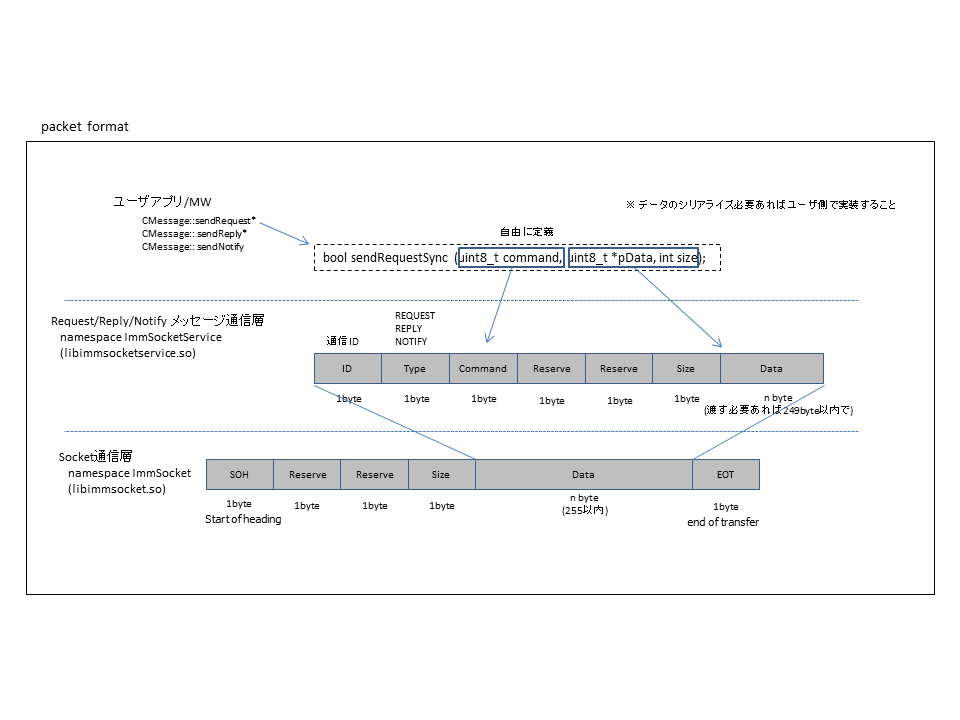 packet format
ユーザアプリ/MW
※ データのシリアライズ必要あればユーザ側で実装すること
CMessage::sendRequest*
CMessage:: sendReply*
CMessage:: sendNotify
自由に定義
bool sendRequestSync (uint8_t command, uint8_t *pData, int size);
Request/Reply/Notify メッセージ通信層
namespace ImmSocketService
(libimmsocketservice.so)
通信ID
REQUEST
REPLY
NOTIFY
ID Type Command Reserve Reserve Size Data
1byte 1byte 1byte 1byte 1byte 1byte n byte
(渡す必要あれば249byte以内で)
Socket通信層
namespace ImmSocket
(libimmsocket.so)
SOH Reserve Reserve Size Data EOT
1byte 1byte 1byte 1byte n byte 1byte
Start of heading (255以内) end of transfer